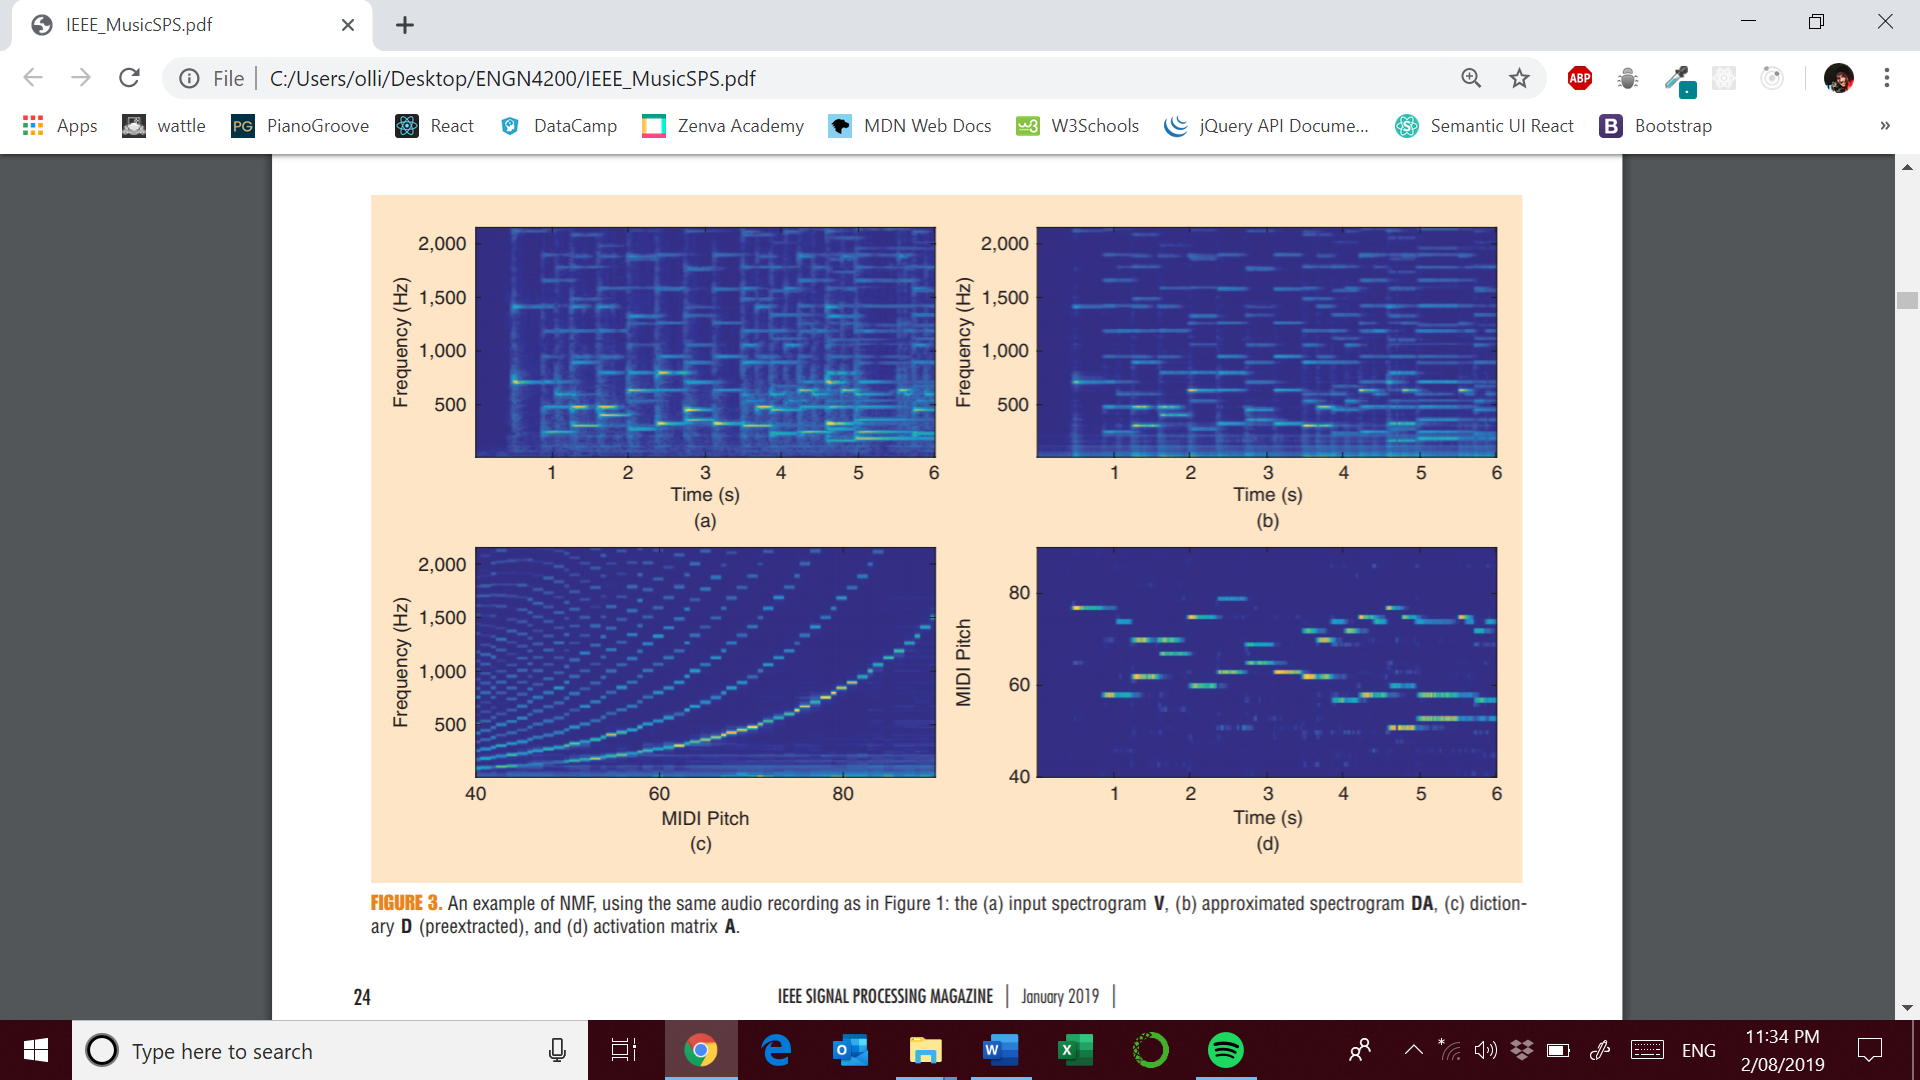 IEEE_MusicSPS.pdf
File | C:/Users/olli/Desktop/ENGN4200/IEEE_MusicSPS.pdf
ABP
Apps wattle PG PianoGroove React DataCamp Zenva Academy w3 MDN Web Docs W3Schools jQuery API Docume... Semantic UI React B Bootstrap »
2,000
1,500
1,000
500
Frequency (Hz)
1 2 3 4 5 6
Time (s)
(a)
2,000
1,500
1,000
500
Frequency (Hz)
1 2 3 4 5 6
Time (s)
(b)
2,000
1,500
1,000
500
Frequency (Hz)
40 60 80
MIDI Pitch
(c)
80
60
40
MIDI Pitch
1 2 3 4 5 6
Time (s)
(d)
FIGURE 3. An example of NMF, using the same audio recording as in Figure 1: the (a) input spectrogram V, (b) approximated spectrogram DA, (c) diction-
ary D (preextracted), and (d) activation matrix A.
24 IEEE SIGNAL PROCESSING MAGAZINE | January 2019 |
Type here to search
ENG
11:34 PM
2/08/2019